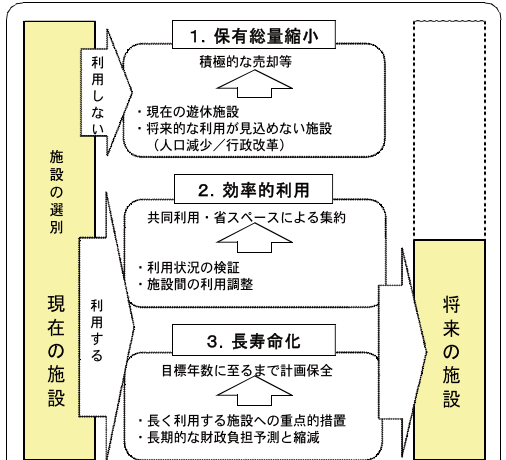 施設の選別
現在の施設
利用しない
利用する
1. 保有総量縮小
積極的な売却等
・現在の遊休施設
・将来的な利用が見込めない施設
（人口減少／行政改革）
2. 効率的利用
共同利用・省スペースによる集約
・利用状況の検証
・施設間の利用調整
3. 長寿命化
目標年数に至るまで計画保全
・長く利用する施設への重点的措置
・長期的な財政負担予測と縮減
将来の施設